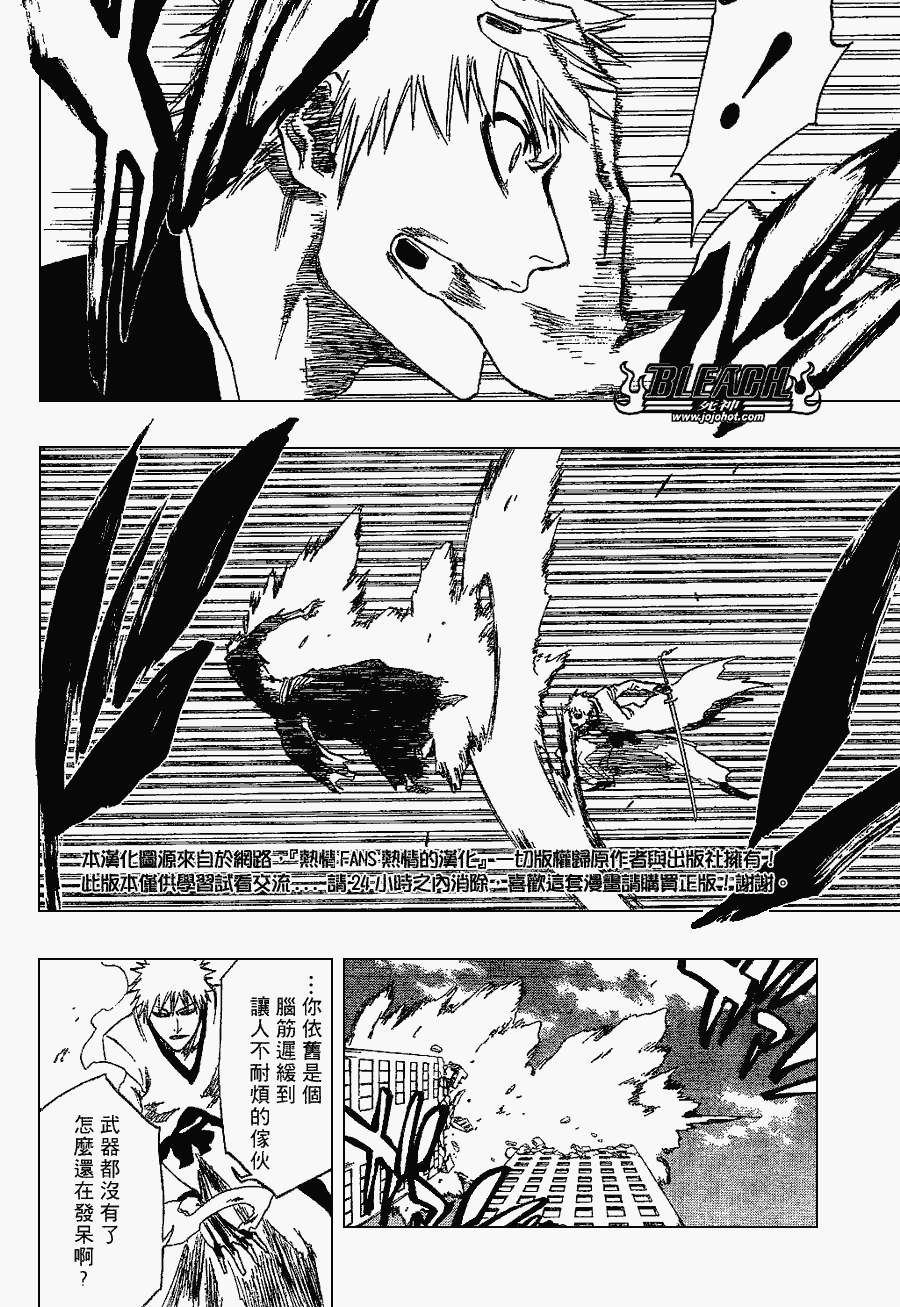 ！
BLEACH
死神
www.jojohot.com
本漢化圖源來自於網路，『熱情FANS熱情的漢化』，一切版權歸原作者與出版社擁有！
此版本僅供學習試看交流....請24小時之內消除，喜歡這套漫畫請購買正版！謝謝。
…你依舊是個
腦筋遲緩到
讓人不耐煩的傢伙
武器都沒有了
怎麼還在發呆啊？